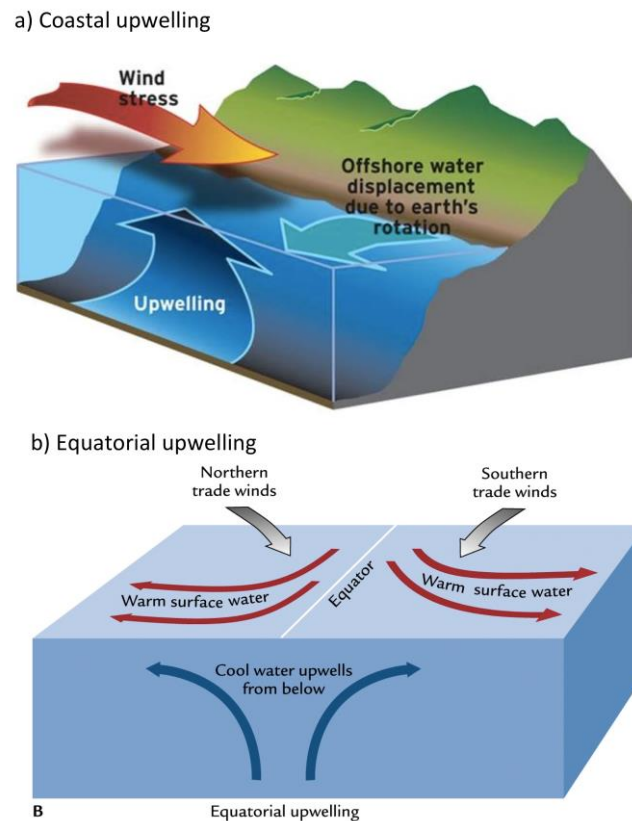 a) Coastal upwelling
Wind
stress
Offshore water
displacement
due to earth's
rotation
Upwelling
b) Equatorial upwelling
Northern
trade winds
Southern
trade winds
Warm surface water
Equator
Warm surface water
Cool water upwells
from below
B
Equatorial upwelling